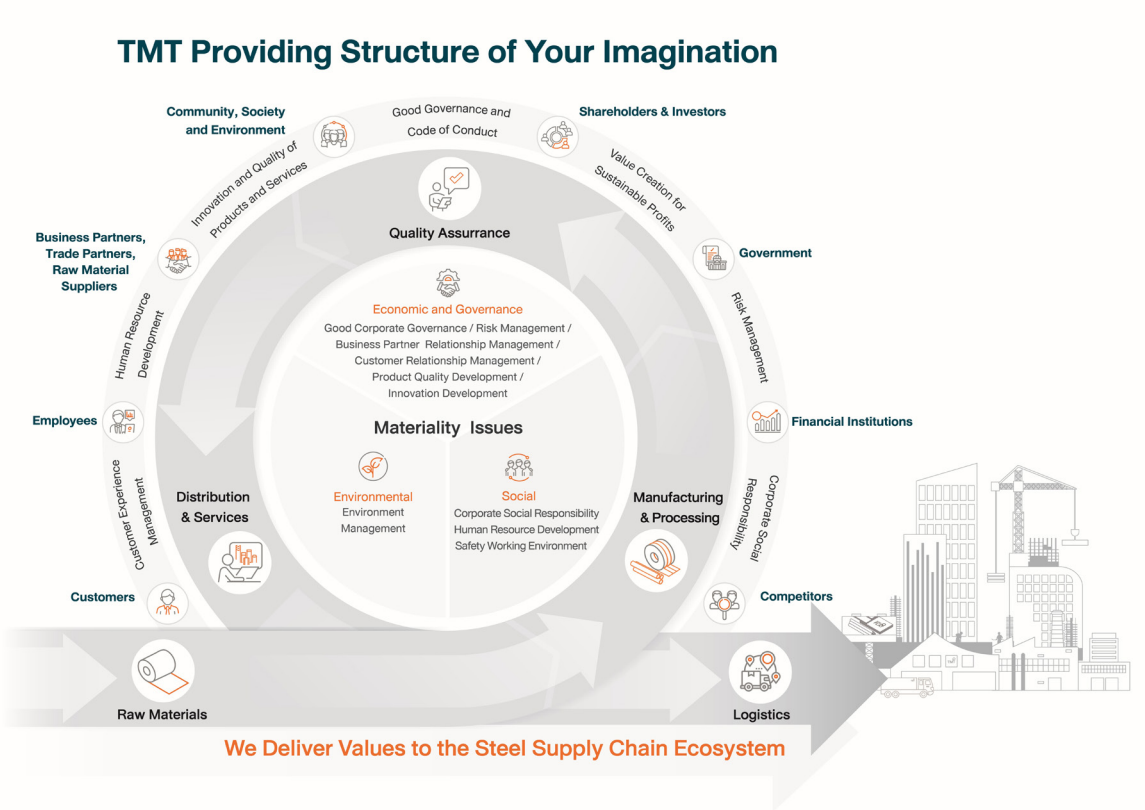 TMT Providing Structure of Your Imagination
Community, Society
and Environment
Good Governance and
Code of Conduct
Shareholders & Investors
Innovation and Quality of
Products and Services
Value Creation for
Sustainable Profits
Quality Assurrance
Business Partners,
Trade Partners,
Raw Material
Suppliers
Government
Human Resource
Development
Risk Management
Economic and Governance
Good Corporate Governance / Risk Management /
Business Partner Relationship Management /
Customer Relationship Management /
Product Quality Development /
Innovation Development
Employees
Financial Institutions
Materiality Issues
Customer Experience
Management
Corporate Social
Responsibility
Environmental
Environment
Management
Social
Corporate Social Responsibility
Human Resource Development
Safety Working Environment
Distribution
& Services
Manufacturing
& Processing
Customers
Competitors
Raw Materials
Logistics
We Deliver Values to the Steel Supply Chain Ecosystem